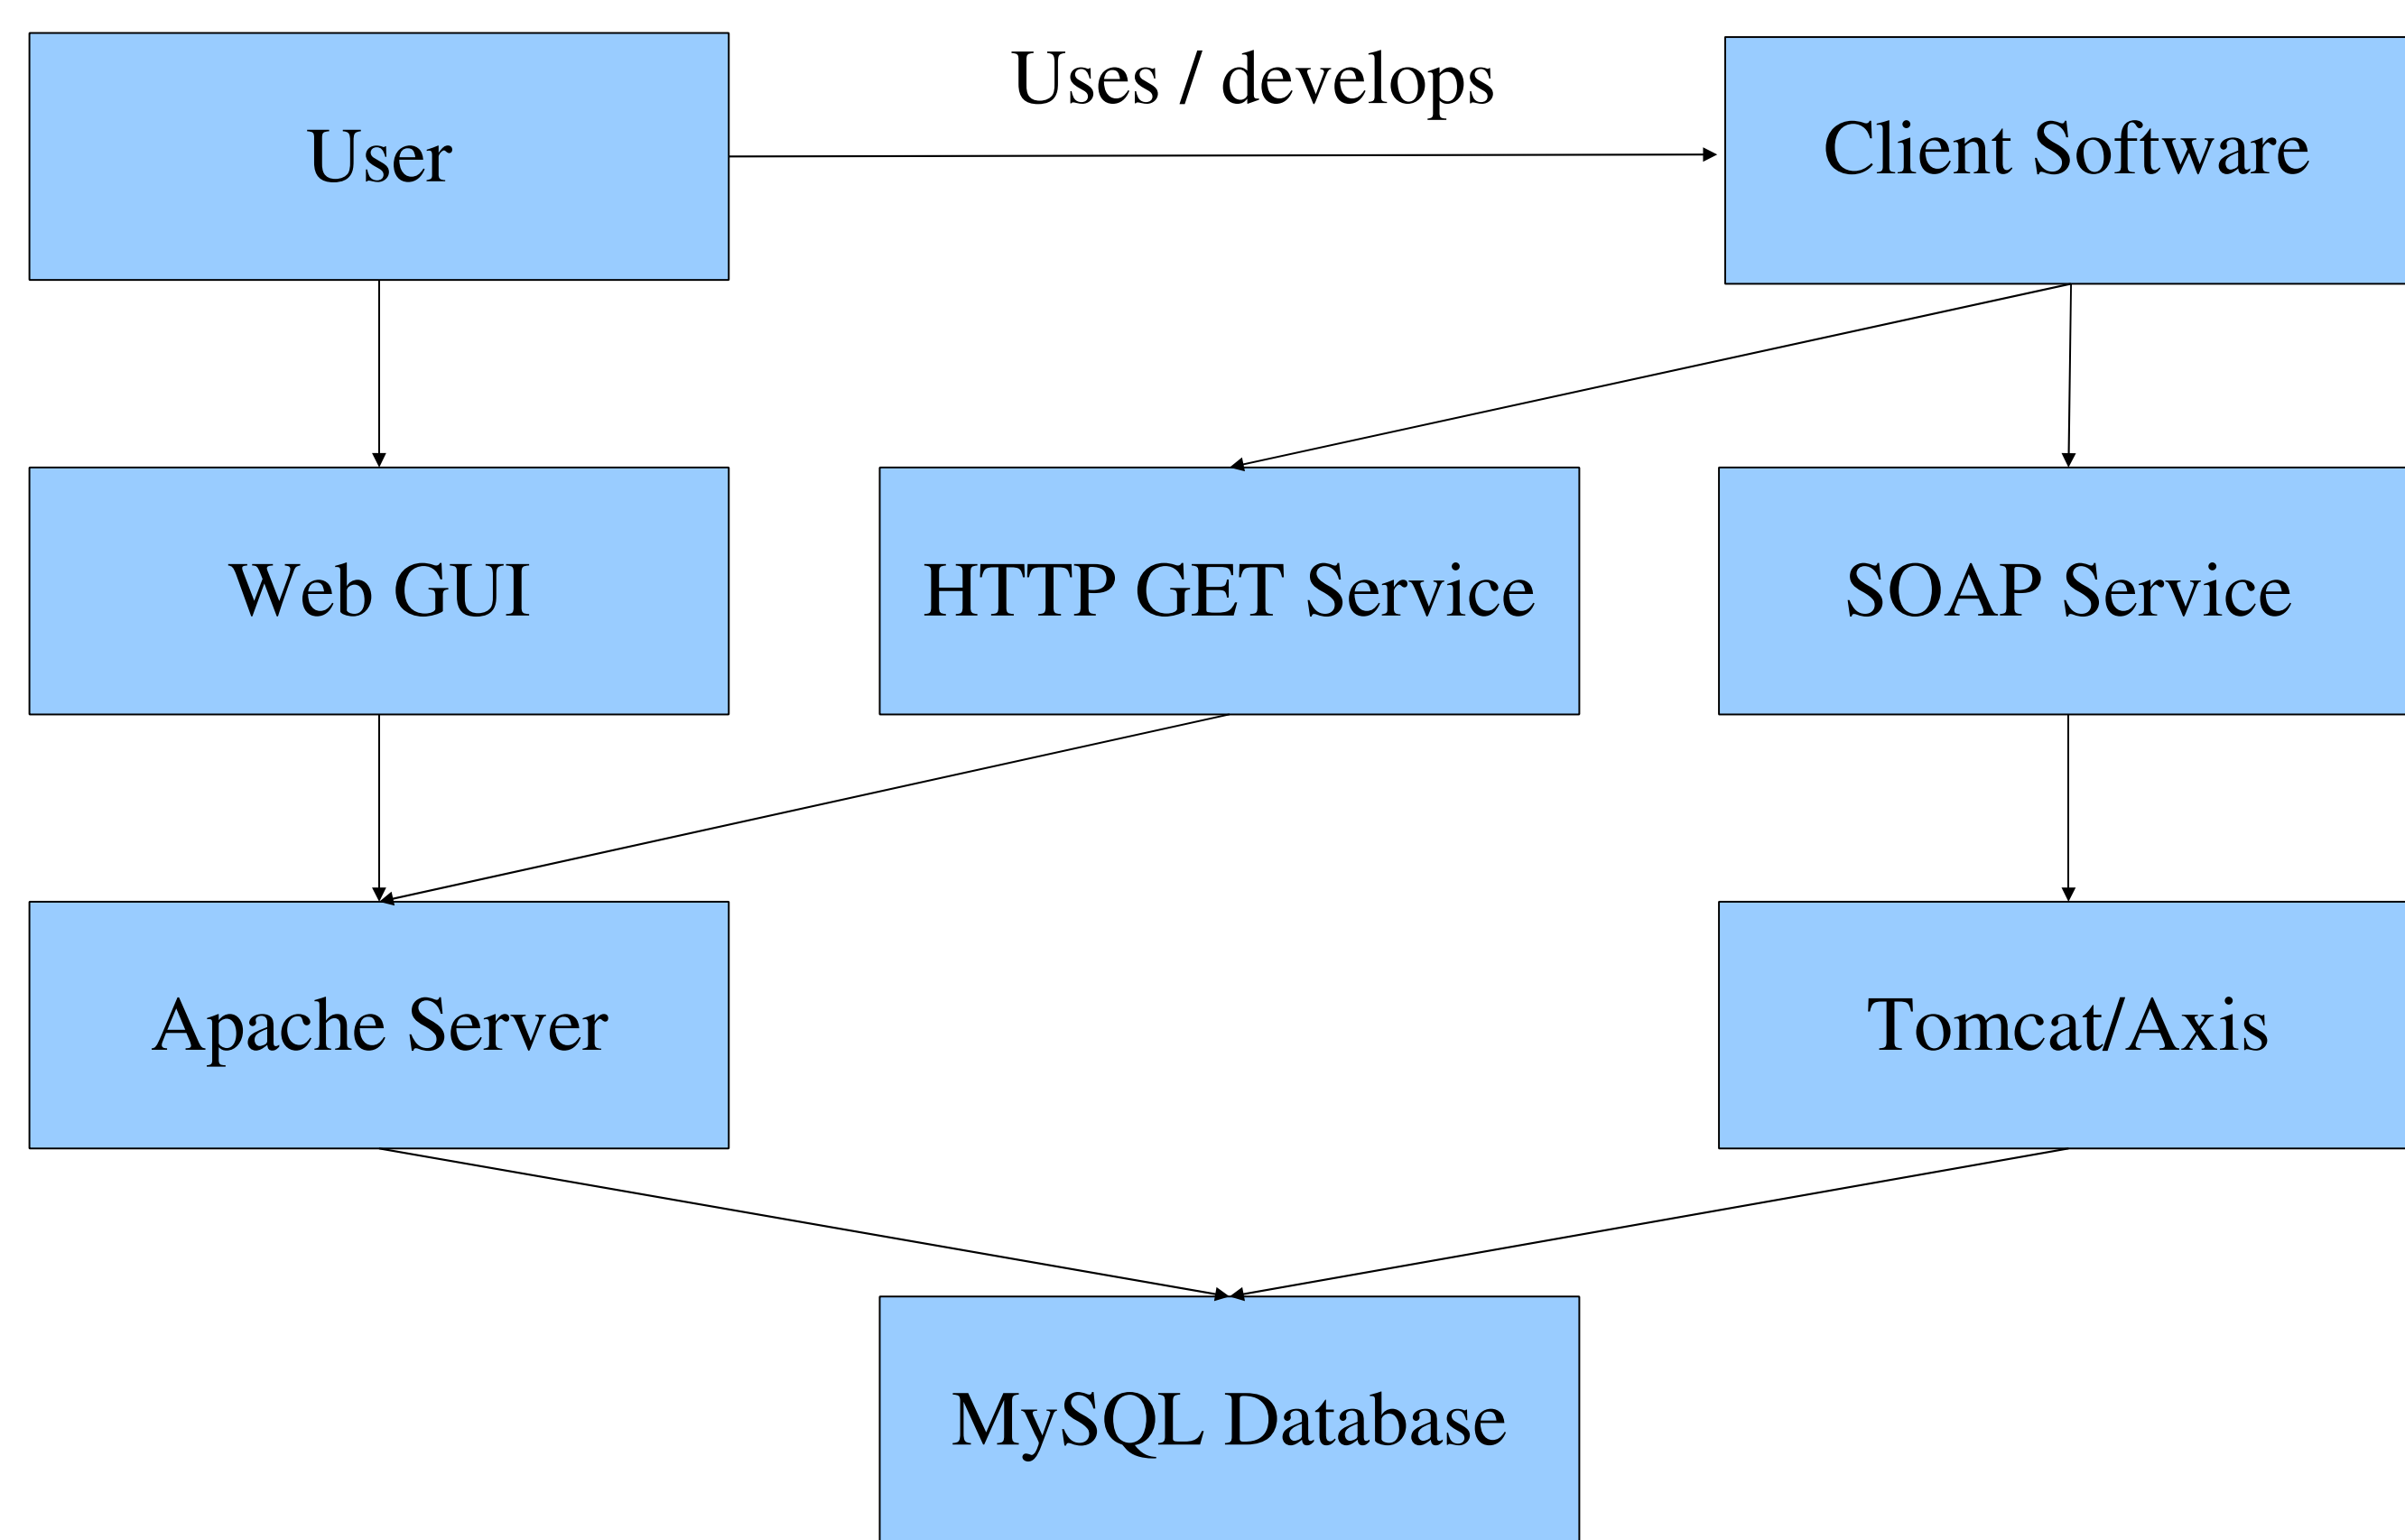 User
Uses / develops
Client Software
Web GUI
HTTP GET Service
SOAP Service
Apache Server
Tomcat/Axis
MySQL Database